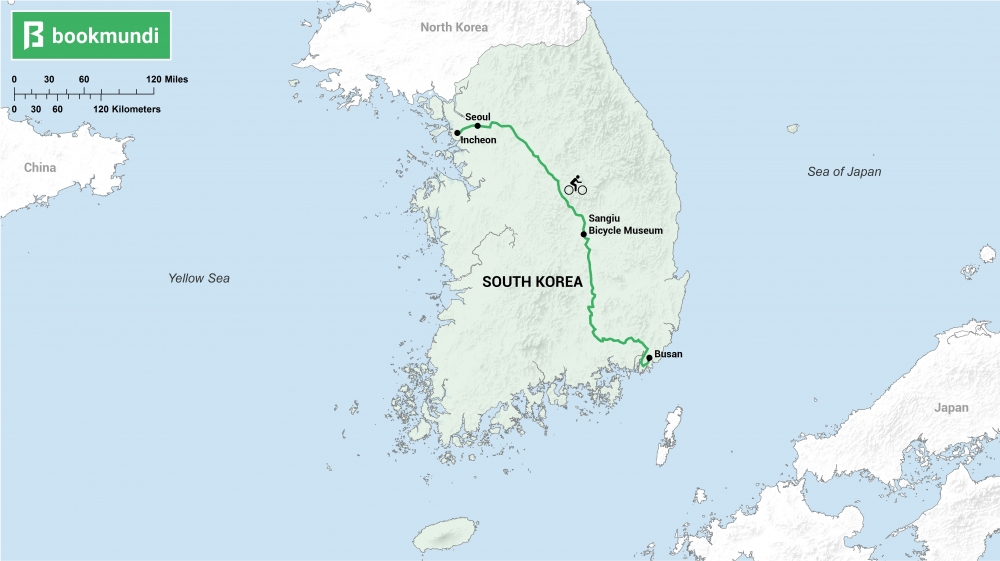 bookmundi
0 30 60 120 Miles
0 30 60 120 Kilometers
North Korea
China
Seoul
Incheon
Sea of Japan
Sangiu
Bicycle Museum
Yellow Sea
SOUTH KOREA
Busan
Japan